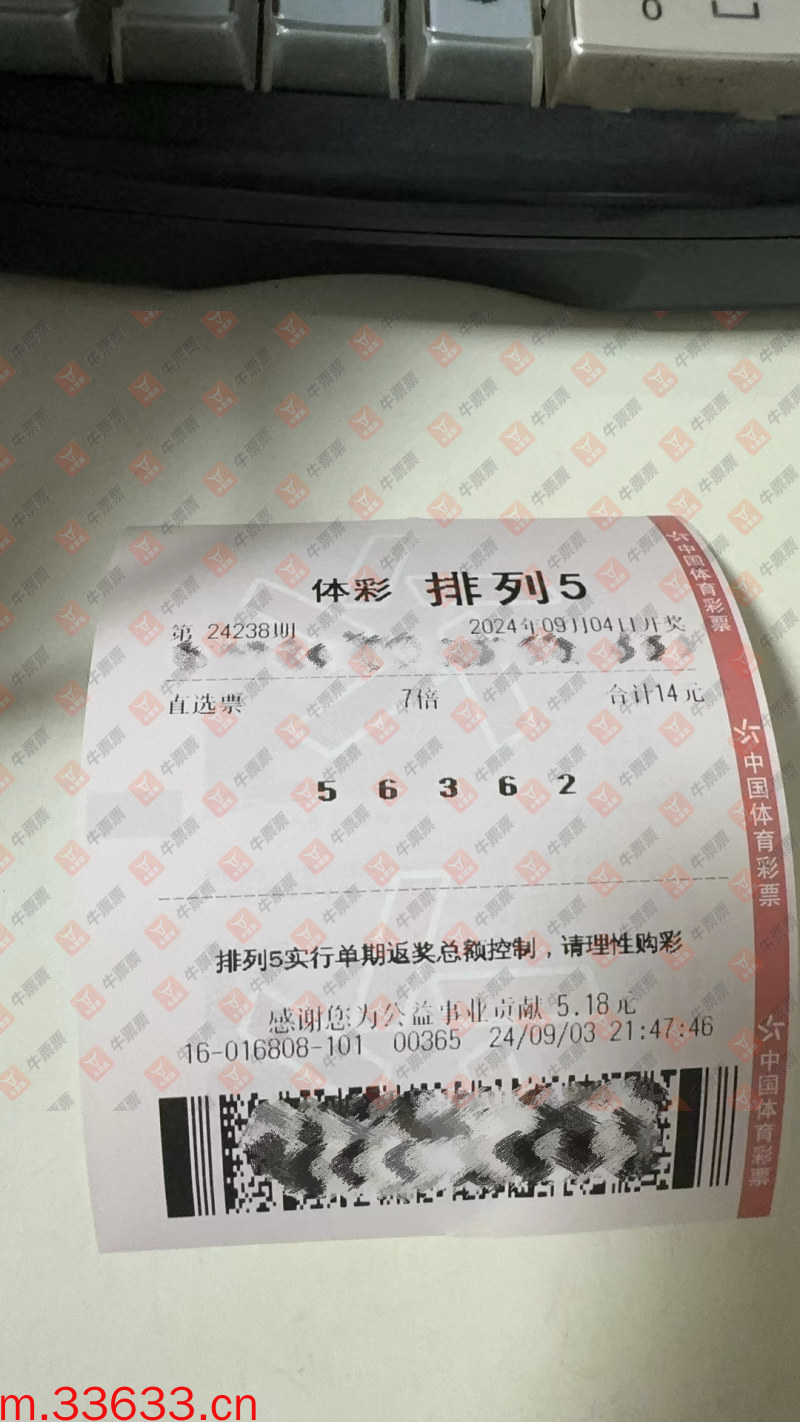 体彩 排列5
第 24238期 2024年09月04日开奖
直选票 7倍 合计14元
5 6 3 6 2
排列5实行单期返奖总额控制，请理性购彩
感谢您为公益事业贡献 5.18元
16-016808-101 00365 24/09/03 21:47:46
中国体育彩票
中国体育彩票
中国体育彩票
牛票票
m.33633.cn